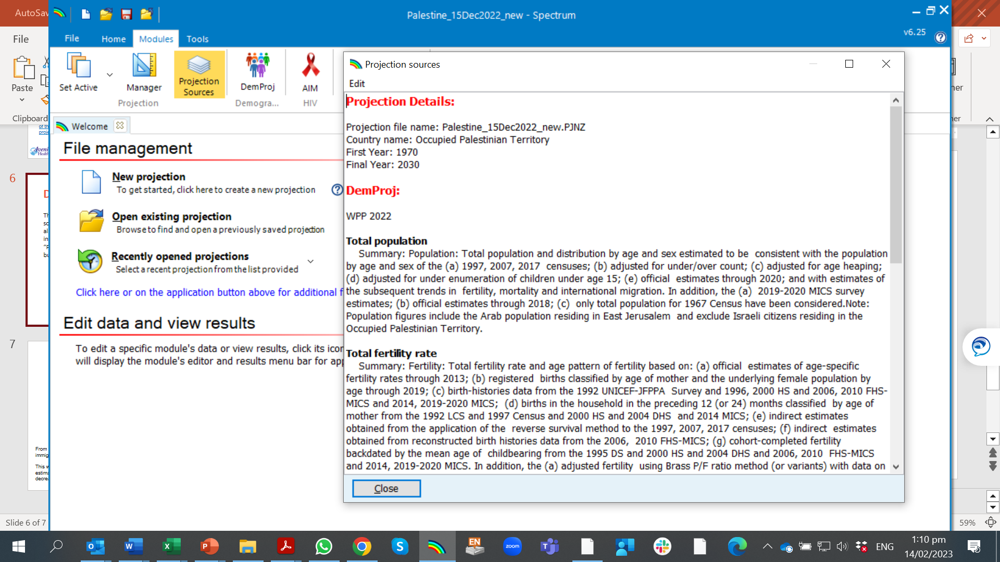 AutoSav
Palestine_15Dec2022_new - Spectrum
File
File
Home
Modules
Tools
v6.25
Set Active
Manager
Projection
Sources
DemProj
AIM
Projection
Demogra...
HIV
Paste
Clipboard
Welcome
File management
New projection
To get started, click here to create a new projection
Open existing projection
Browse to find and open a previously saved projection
Recently opened projections
Select a recent projection from the list provided
Click here or on the application button above for additional f
Edit data and view results
To edit a specific module's data or view results, click its icon
will display the module's editor and results menu bar for app
Projection sources
Edit
Projection Details:
Projection file name: Palestine_15Dec2022_new.PJNZ
Country name: Occupied Palestinian Territory
First Year: 1970
Final Year: 2030
DemProj:
WPP 2022
Total population
Summary: Population: Total population and distribution by age and sex estimated to be consistent with the population
by age and sex of the (a) 1997, 2007, 2017 censuses; (b) adjusted for under/over count; (c) adjusted for age heaping;
(d) adjusted for under enumeration of children under age 15; (e) official estimates through 2020; and with estimates of
the subsequent trends in fertility, mortality and international migration. In addition, the (a) 2019-2020 MICS survey
estimates; (b) official estimates through 2018; (c) only total population for 1967 Census have been considered.Note:
Population figures include the Arab population residing in East Jerusalem and exclude Israeli citizens residing in the
Occupied Palestinian Territory.
Total fertility rate
Summary: Fertility: Total fertility rate and age pattern of fertility based on: (a) official estimates of age-specific
fertility rates through 2013; (b) registered births classified by age of mother and the underlying female population by
age through 2019; (c) birth-histories data from the 1992 UNICEF-JFPPA Survey and 1996, 2000 HS and 2006, 2010 FHS-
MICS and 2014, 2019-2020 MICS; (d) births in the household in the preceding 12 (or 24) months classified by age of
mother from the 1992 LCS and 1997 Census and 2000 HS and 2004 DHS and 2014 MICS; (e) indirect estimates
obtained from the application of the reverse survival method to the 1997, 2007, 2017 censuses; (f) indirect estimates
obtained from reconstructed birth histories data from the 2006, 2010 FHS-MICS; (g) cohort-completed fertility
backdated by the mean age of childbearing from the 1995 DS and 2000 HS and 2004 DHS and 2006, 2010 FHS-MICS
and 2014, 2019-2020 MICS. In addition, the (a) adjusted fertility using Brass P/F ratio method (or variants) with data on
Close
6
7
From
immig
This w
estima
decrea
Slide 6 of 7
59%
EN
zoom
ENG
1:10 pm
14/02/2023